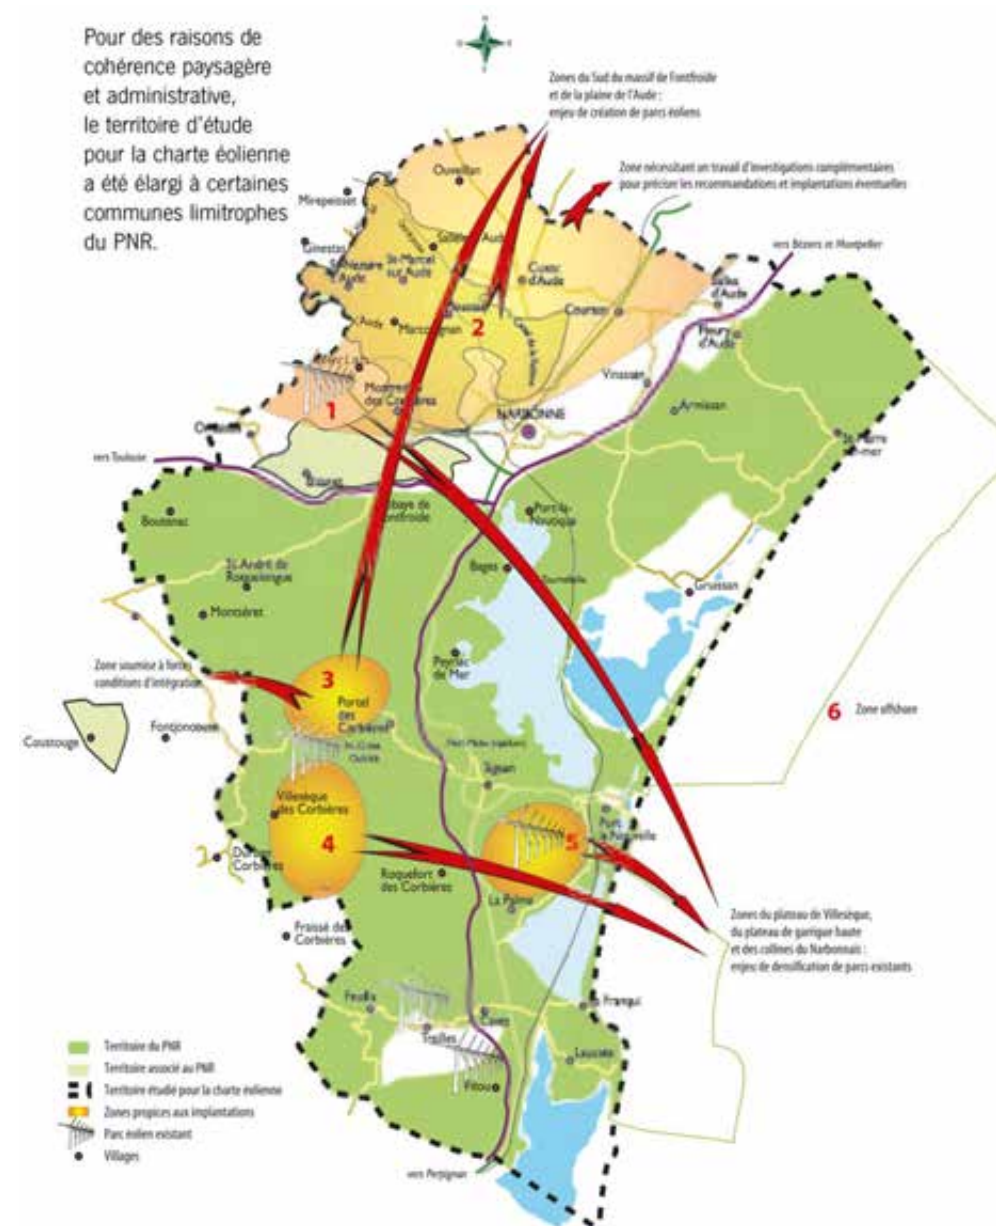 Pour des raisons de
cohérence paysagère
et administrative,
le territoire d'étude
pour la charte éolienne
a été élargi à certaines
communes limitrophes
du PNR.
Zones du Sud du massif de Fontfroide
et de la plaine de l'Aude :
enjeu de création de parcs éoliens
Zone nécessitant un travail d'investigations complémentaires
pour préciser les recommandations et implantations éventuelles
Ouveillan
Mirepeisset
vers Béziers et Montpellier
Ginestas
St-Marcel
sur Aude
Cuxac
d'Aude
Salles
d'Aude
Coursan
Fleury
d'Aude
2
Vinassan
Armissan
1
NARBONNE
St-Pierre
vers Toulouse
Bizanet
Boutenac
Port-la-
Nautique
St André de
Roquelongue
Bages
Gruissan
Montséret
Peyriac
de Mer
Zone soumise à fortes
conditions d'intégration
3
Portel
des
Corbières
6
Zone offshore
Coustouge
Fontjoncouse
Sigean
Villesèque
des Corbières
4
5
Port
Corbières
Roquefort
des Corbières
La Palme
Zones du plateau de Villesèque,
du plateau de garrigue haute
et des collines du Narbonnais :
enjeu de densification de parcs existants
Fraissé des
Corbières
Feuilla
Caves
Treilles
Leucate
Fitou
Territoire du PNR
Territoire associé au PNR
Territoire étudié pour la charte éolienne
Zones propices aux implantations
Parc éolien existant
Villages
vers Perpignan